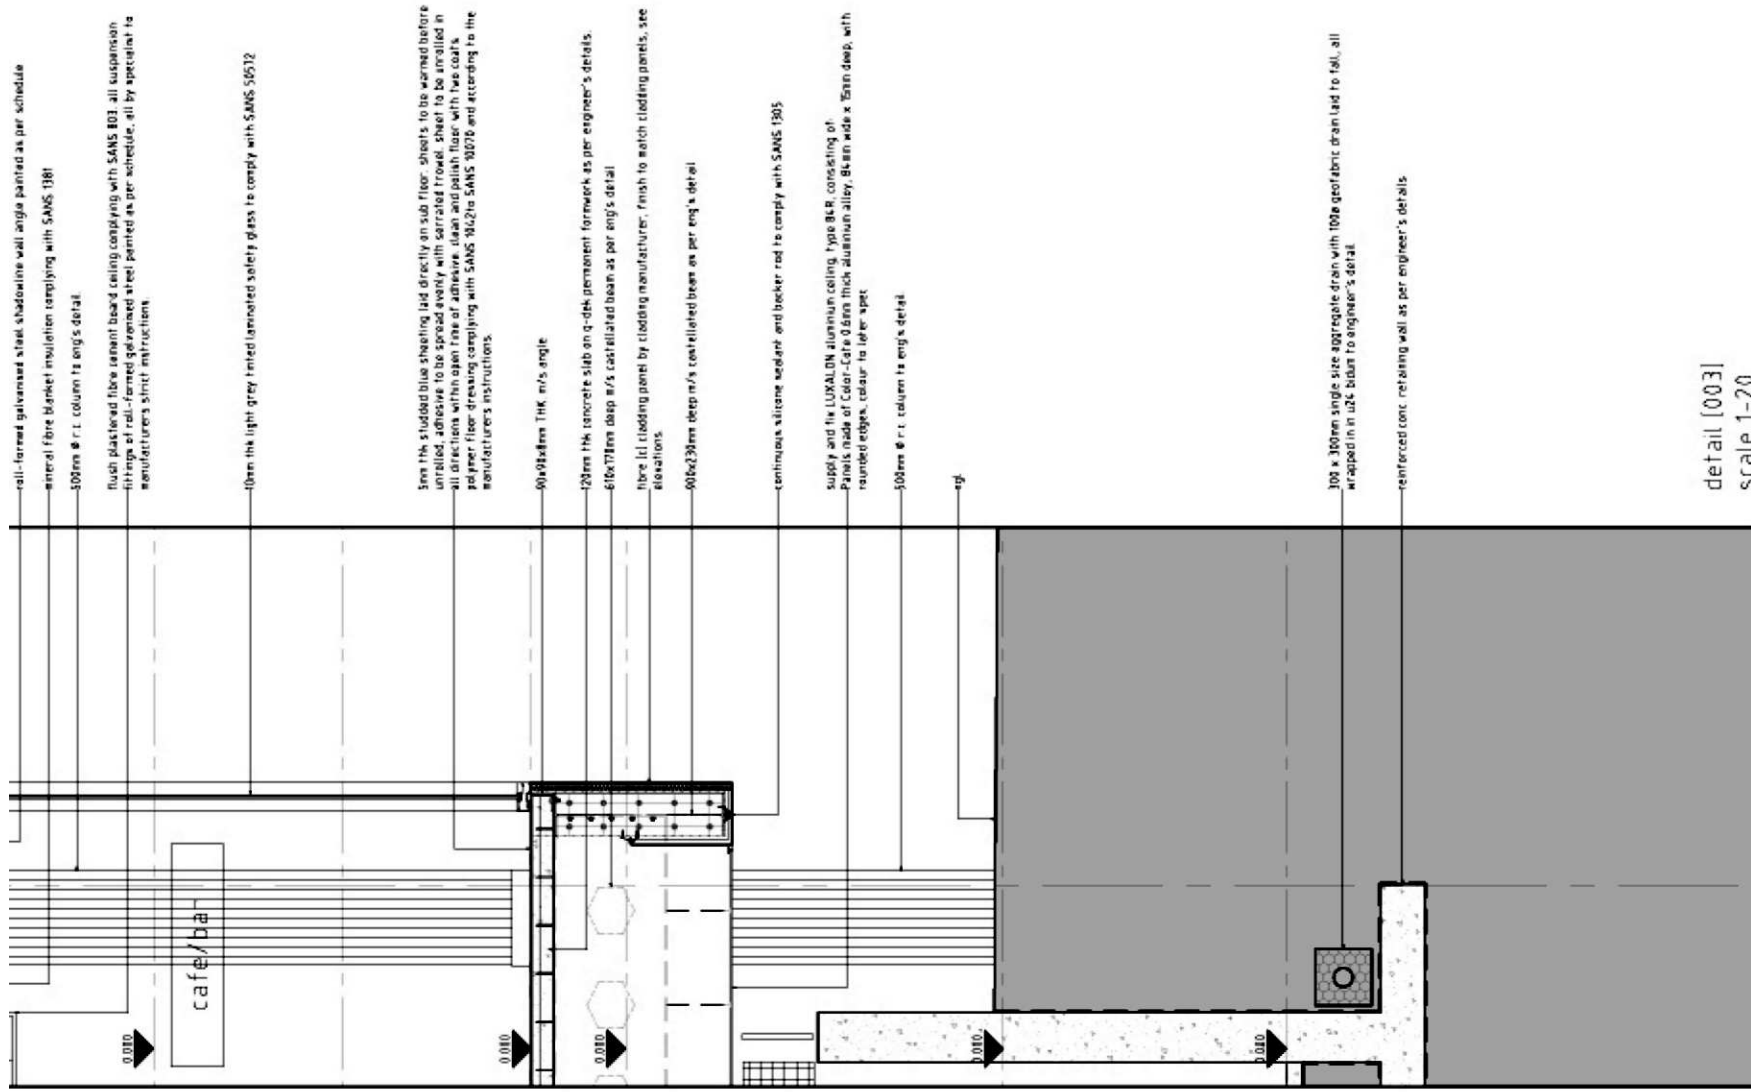 roll-formed galvanised steel shadowline wall angle painted as per schedule
mineral fibre blanket insulation complying with SANS 1381
500mm Ø r.c. column to eng's detail.
flush plastered fibre cement board ceiling complying with SANS 803. all suspension
fittings of roll-formed galvanised steel painted as per schedule, all by specialist to
manufacturers strict instructions.
10mm thk light grey tinted laminated safety glass to comply with SANS 50572
5mm thk studded blue sheeting laid directly on sub floor. sheets to be warmed before
unrolled, adhesive to be spread evenly with serrated trowel. sheet to be unrolled in
all directions within open time of adhesive. clean and polish floor with two coats
polymer floor dressing complying with SANS 1042 to SANS 10070 and according to the
manufacturers instructions.
90x90x8mm THK. m/s angle
120mm thk concrete slab on q-dek permanent formwork as per engineer's details.
610x178mm deep m/s castellated beam as per eng's detail
fibre [c] cladding panel by cladding manufacturer, finish to match cladding panels, see
elevations.
900x230mm deep m/s castellated beam as per eng's detail
continuous silicone sealant and backer rod to comply with SANS 1305
supply and fix LUXALON aluminium ceiling, type 84R, consisting of:
Panels made of Color-Cote 0.6mm thick aluminium alloy, 84mm wide x 15mm deep, with
rounded edges, colour to later spec
500mm Ø r.c. column to eng's detail
ngl
300 x 300mm single size aggregate drain with 100ø geofabric drain laid to fall, all
wrapped in in u24 bidum to engineer's detail
reinforced conc retaining wall as per engineer's details
cafe/bar
0.000
0.000
0.000
0.000
0.000
detail [003]
scale 1-20